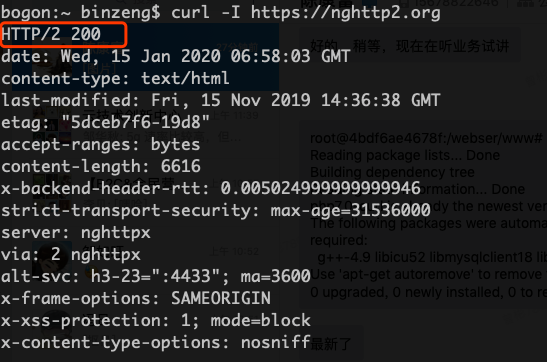 bogon:~ binzeng$ curl -I https://nghttp2.org
HTTP/2 200
date: Wed, 15 Jan 2020 06:58:03 GMT
content-type: text/html
last-modified: Fri, 15 Nov 2019 14:36:38 GMT
etag: "5dceb7f6-19d8"
accept-ranges: bytes
content-length: 6616
x-backend-header-rtt: 0.005024999999999946
strict-transport-security: max-age=31536000
server: nghttpx
via: 2 nghttpx
alt-svc: h3-23=":4433"; ma=3600
x-frame-options: SAMEORIGIN
x-xss-protection: 1; mode=block
x-content-type-options: nosniff
好的，稍等，现在在听业务试讲
root@4bdf6ae4678f:/webser/www#
Reading package lists... Done
Building dependency tree
information... Done
the newest ver
The following packages were automat
required:
g++-4.9 libicu52 libmysqlclient18 l
Use 'apt-get autoremove' to remove
0 upgraded, 0 newly installed, 0 to re
最新了